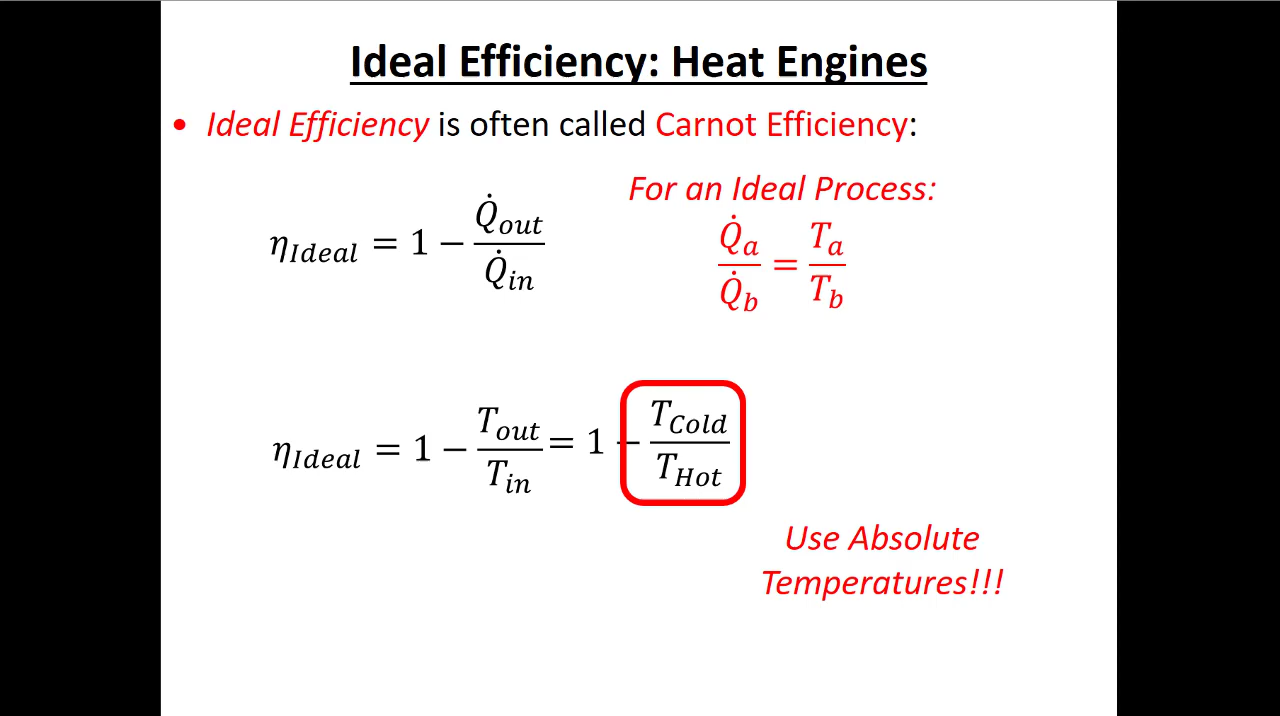 Ideal Efficiency: Heat Engines
• Ideal Efficiency is often called Carnot Efficiency:
For an Ideal Process:
η_Ideal = 1 − Q̇_out / Q̇_in
Q̇_a / Q̇_b = T_a / T_b
η_Ideal = 1 − T_out / T_in = 1 − T_Cold / T_Hot
Use Absolute
Temperatures!!!